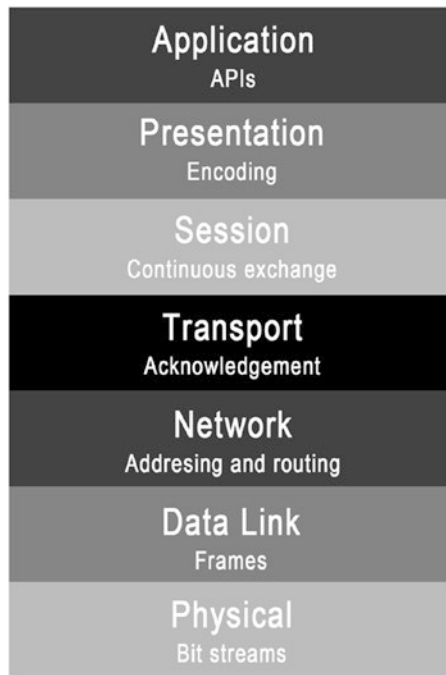 Application
APIs
Presentation
Encoding
Session
Continuous exchange
Transport
Acknowledgement
Network
Addresing and routing
Data Link
Frames
Physical
Bit streams